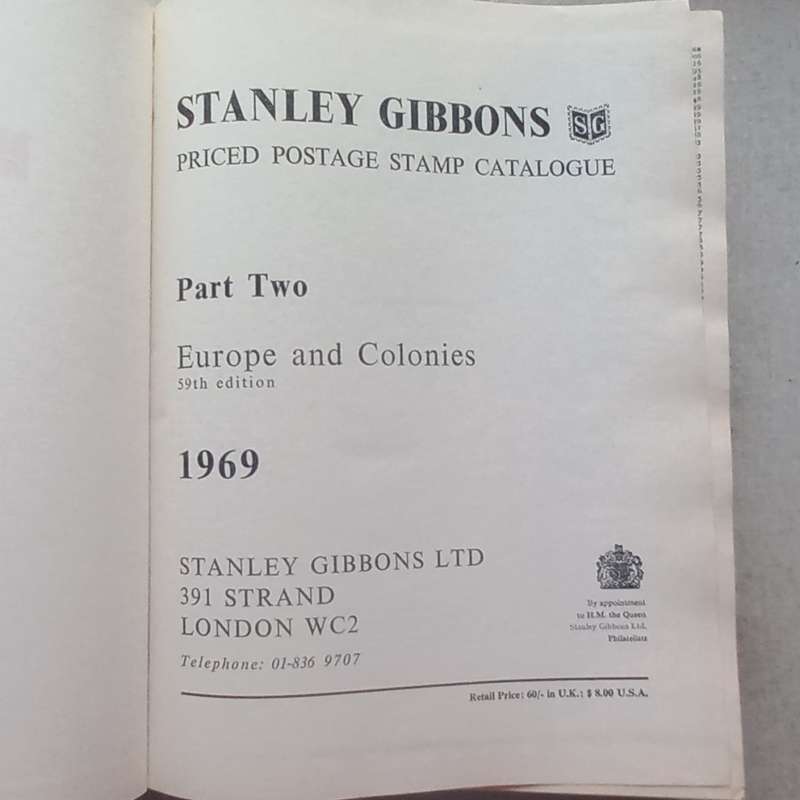 STANLEY GIBBONS SG
PRICED POSTAGE STAMP CATALOGUE
Part Two
Europe and Colonies
59th edition
1969
STANLEY GIBBONS LTD
391 STRAND
LONDON WC2
Telephone: 01-836 9707
By appointment
to H.M. the Queen
Stanley Gibbons Ltd.
Philatelists
Retail Price: 60/- in U.K.: $ 8.00 U.S.A.